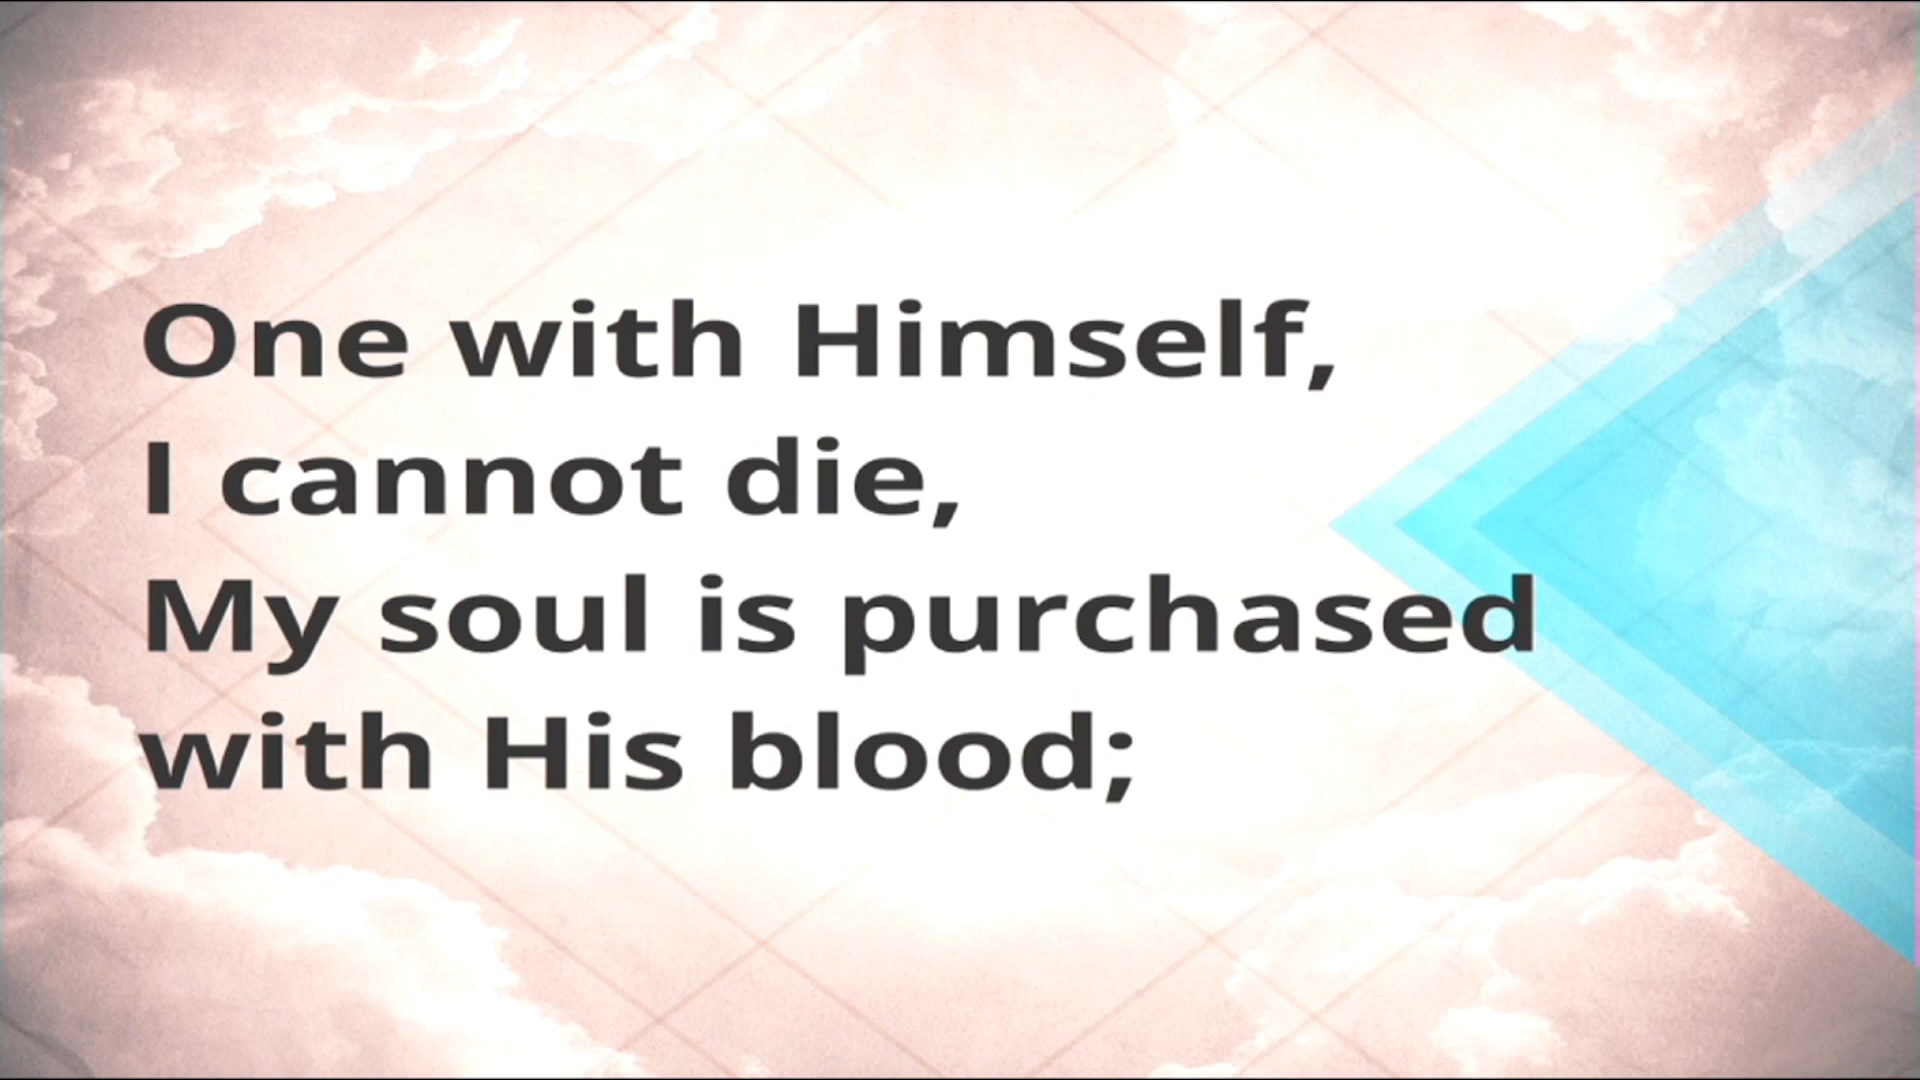 One with Himself,
I cannot die,
My soul is purchased
with His blood;